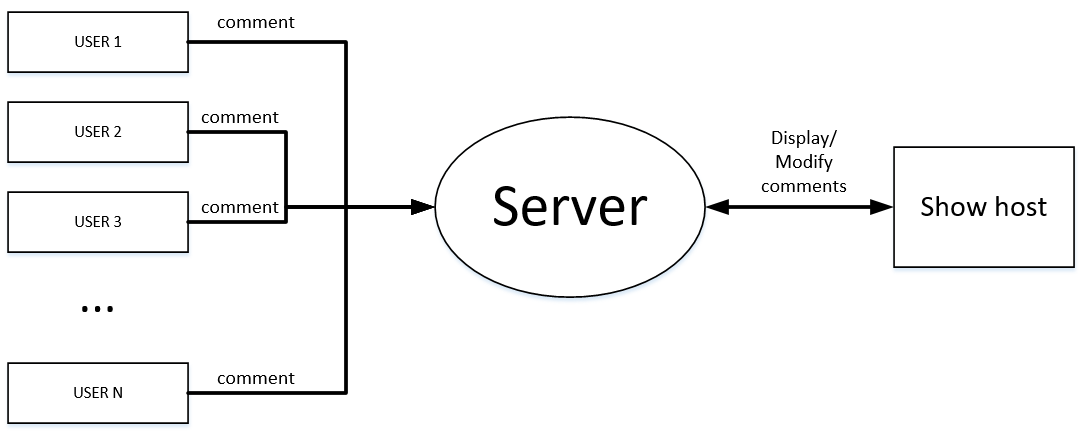 comment
USER 1
comment
USER 2
comment
USER 3
...
comment
USER N
Server
Display/
Modify
comments
Show host